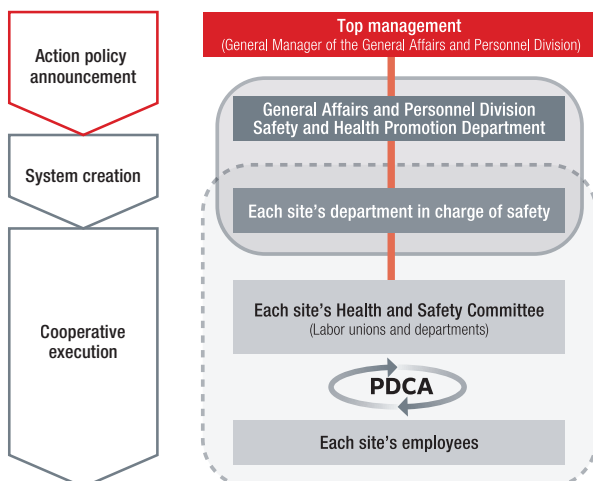 Action policy
announcement
Top management
(General Manager of the General Affairs and Personnel Division)
General Affairs and Personnel Division
Safety and Health Promotion Department
System creation
Each site's department in charge of safety
Cooperative
execution
Each site's Health and Safety Committee
(Labor unions and departments)
PDCA
Each site's employees